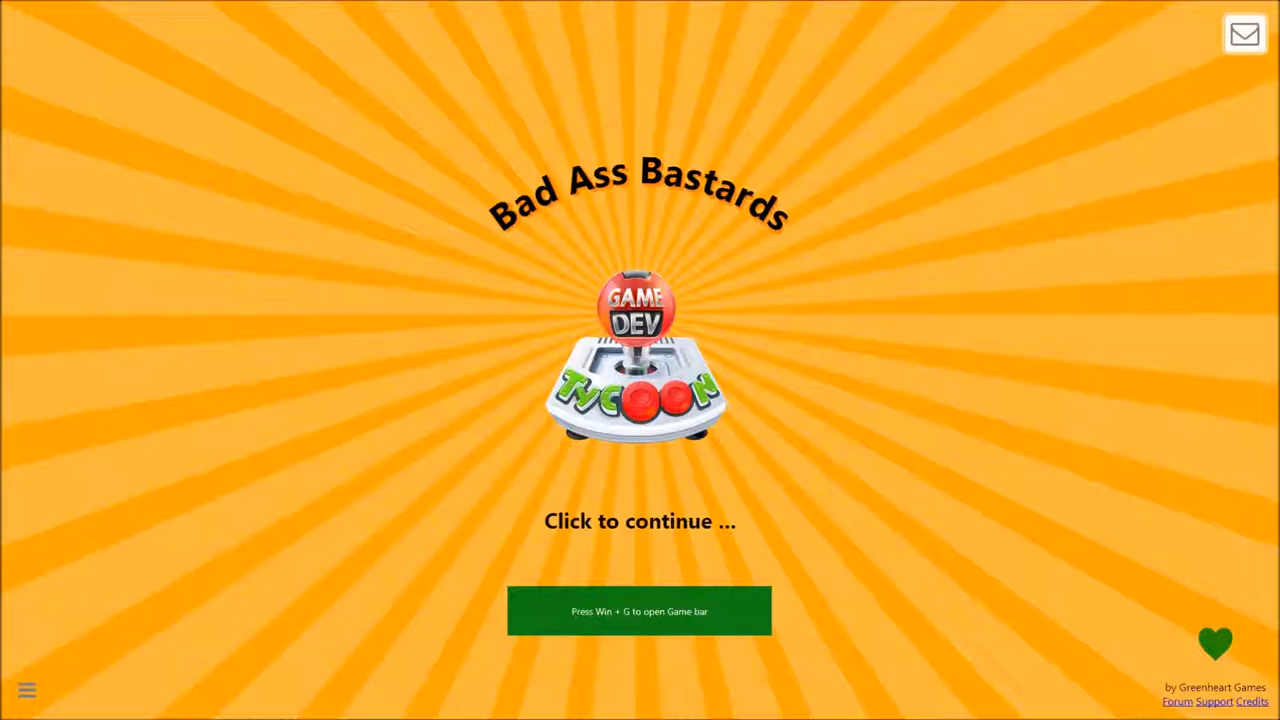 Bad Ass Bastards
GAME
DEV
TYCOON
Click to continue ...
Press Win + G to open Game bar
by Greenheart Games
Forum Support Credits